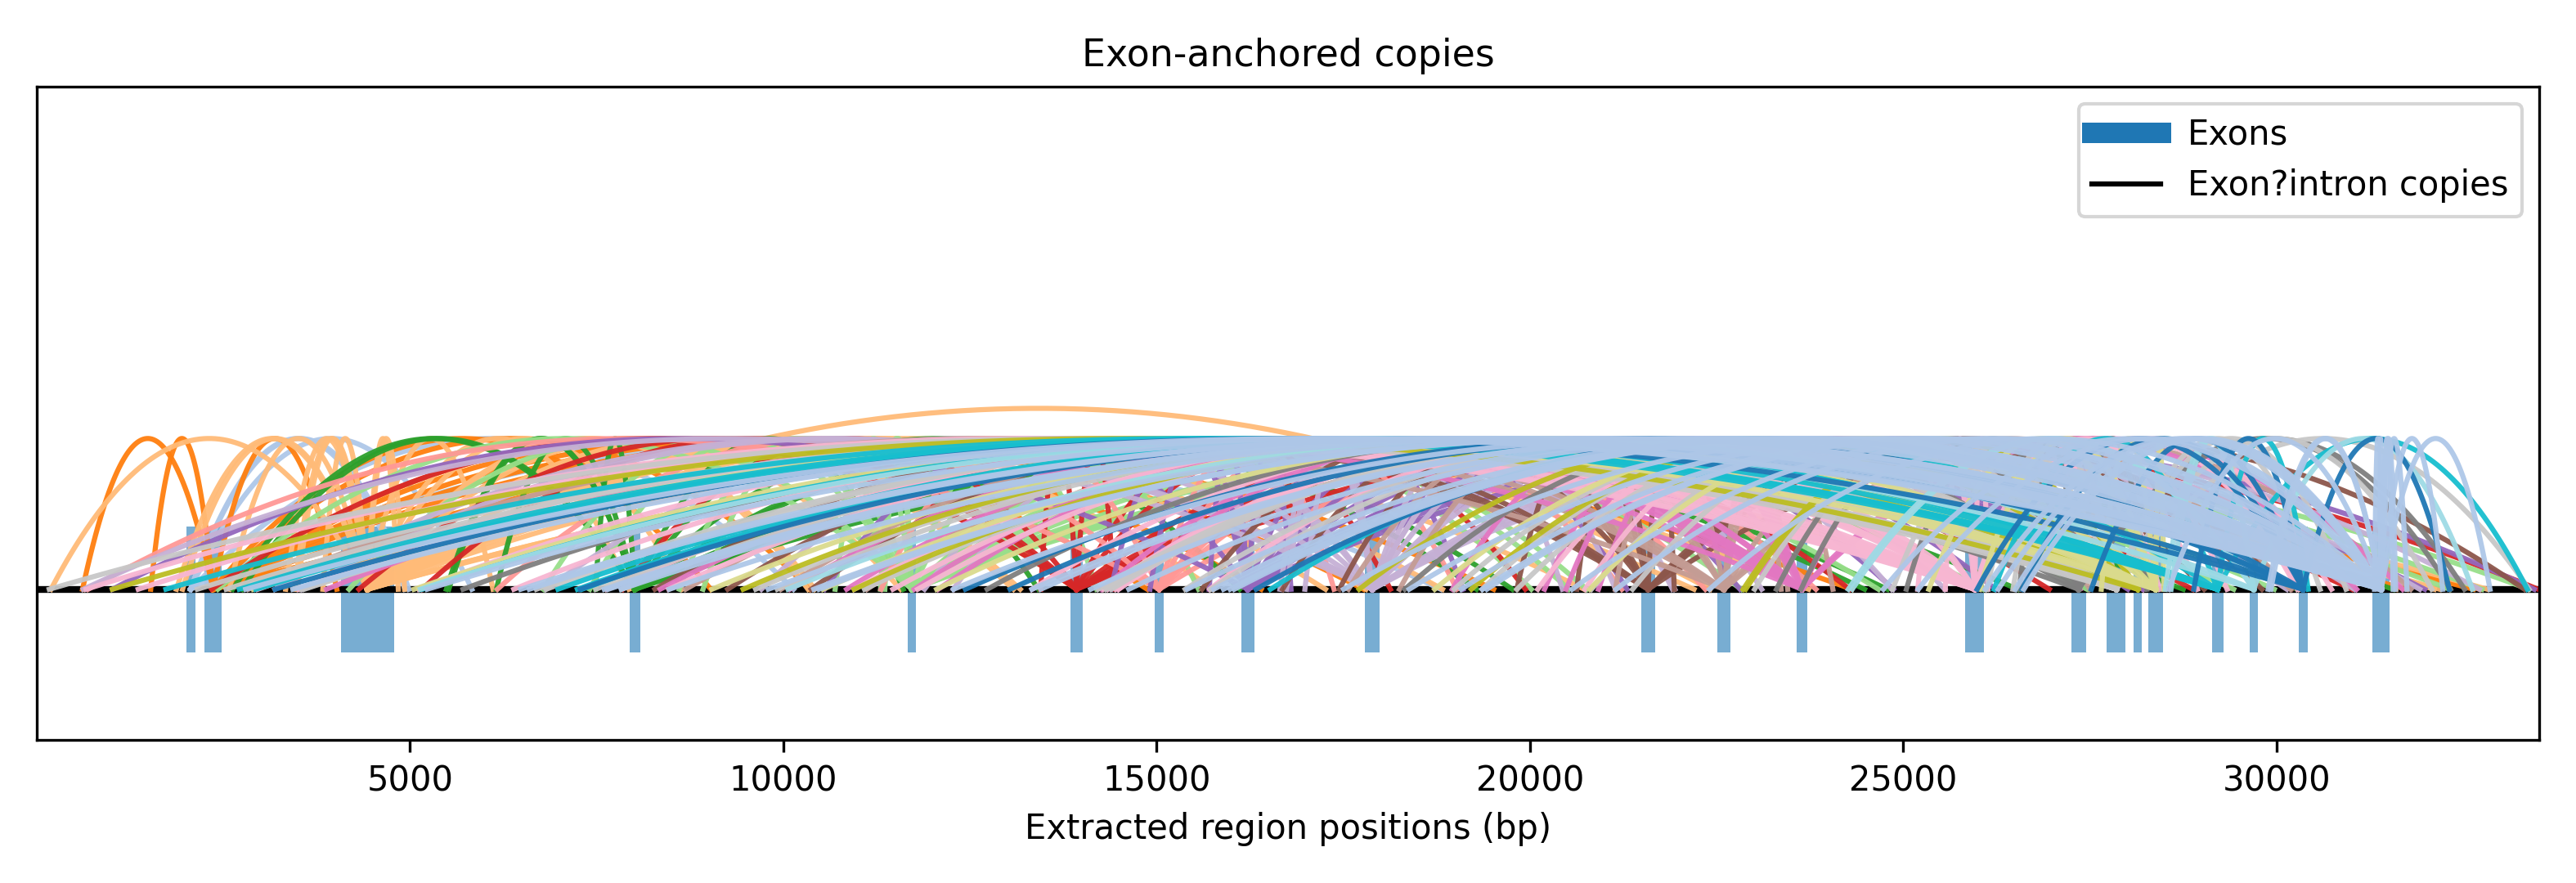 Exon-anchored copies
Exons
Exon?intron copies
5000 10000 15000 20000 25000 30000
Extracted region positions (bp)